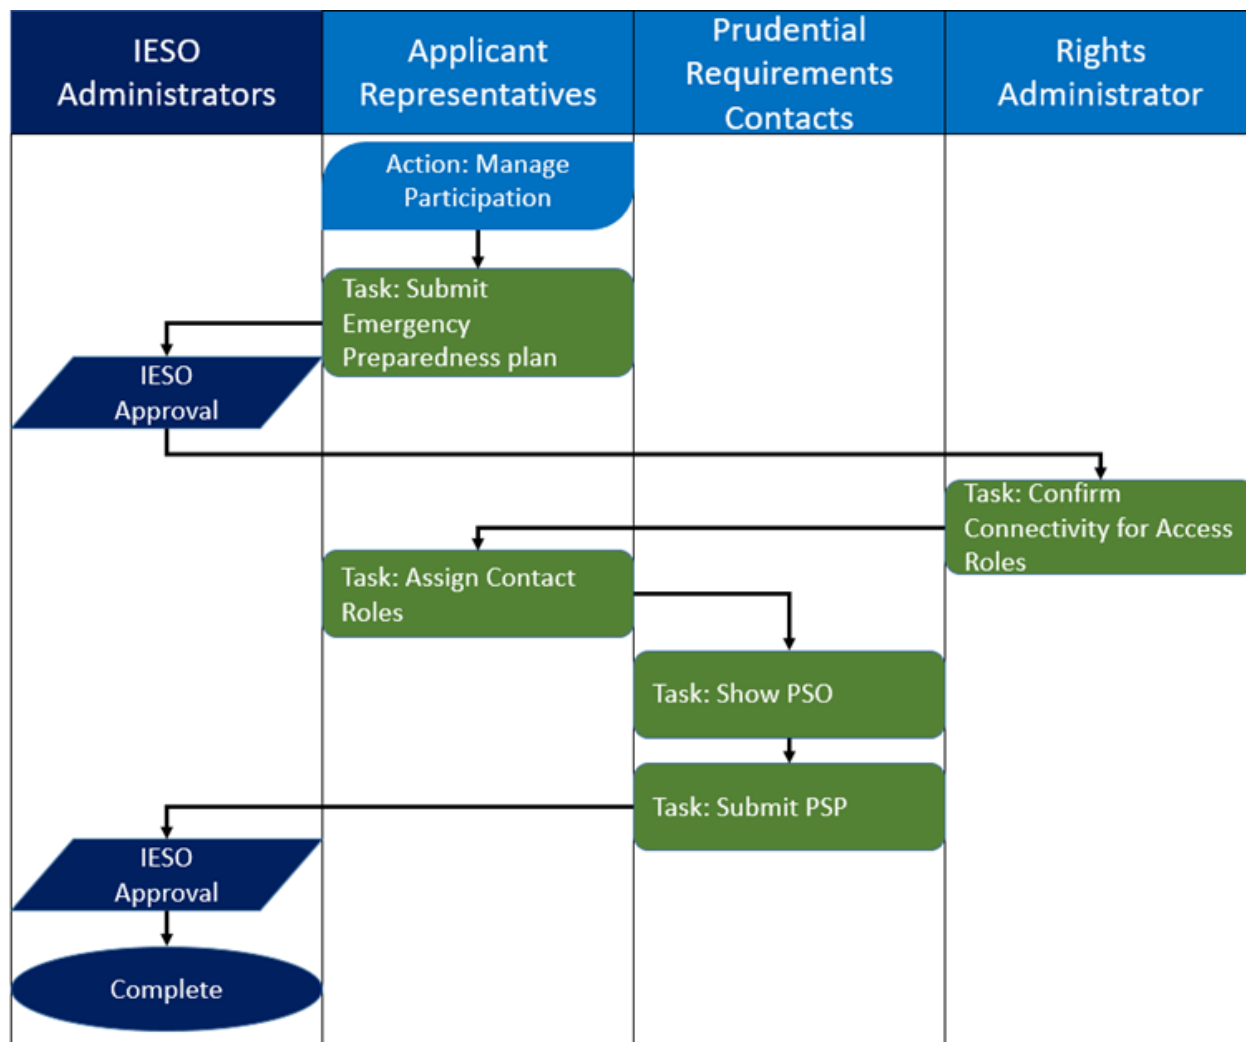 IESO
Administrators
Applicant
Representatives
Prudential
Requirements
Contacts
Rights
Administrator
Action: Manage
Participation
Task: Submit
Emergency
Preparedness plan
IESO
Approval
Task: Confirm
Connectivity for Access
Roles
Task: Assign Contact
Roles
Task: Show PSO
Task: Submit PSP
IESO
Approval
Complete